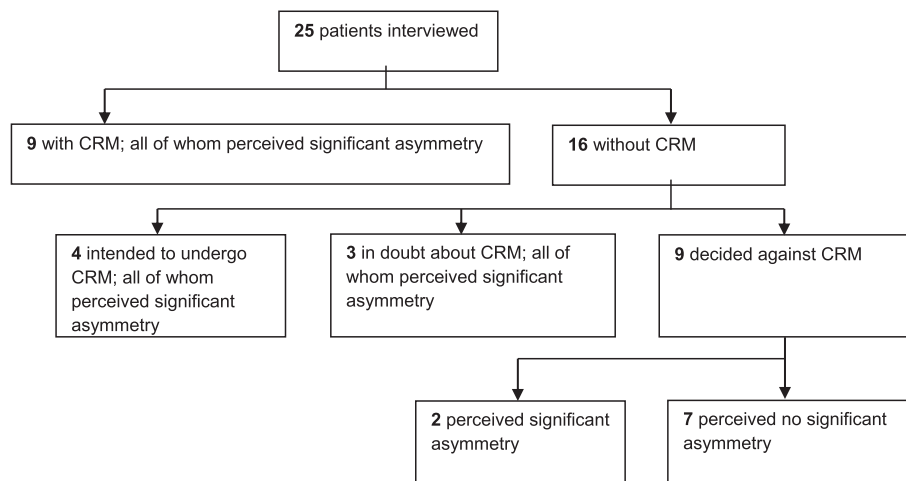 25 patients interviewed
9 with CRM; all of whom perceived significant asymmetry
16 without CRM
4 intended to undergo
CRM; all of whom
perceived significant
asymmetry
3 in doubt about CRM; all of
whom perceived significant
asymmetry
9 decided against CRM
2 perceived significant
asymmetry
7 perceived no significant
asymmetry